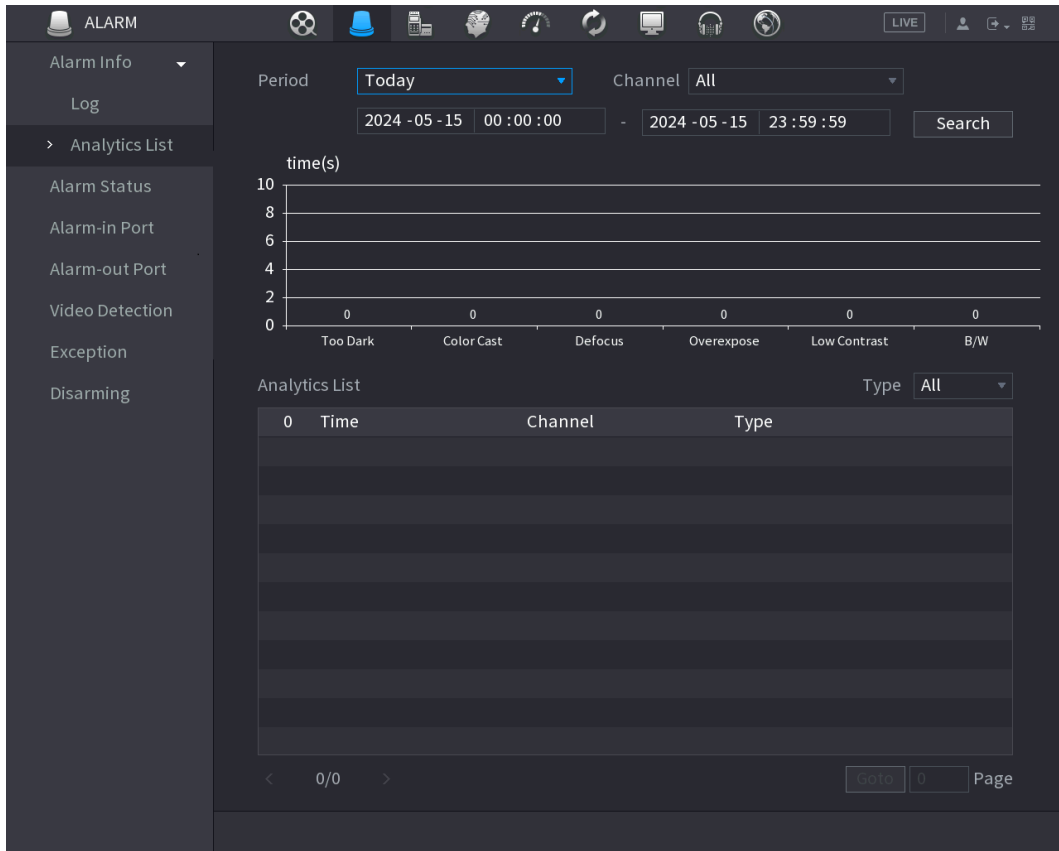 ALARM LIVE
Alarm Info
Log
Analytics List
Alarm Status
Alarm-in Port
Alarm-out Port
Video Detection
Exception
Disarming
Period Today Channel All
2024 -05 -15 00 :00 :00 - 2024 -05 -15 23 :59 :59 Search
time(s)
10
8
6
4
2
0
0 0 0 0 0 0
Too Dark Color Cast Defocus Overexpose Low Contrast B/W
Analytics List Type All
0 Time Channel Type
< 0/0 > Goto 0 Page